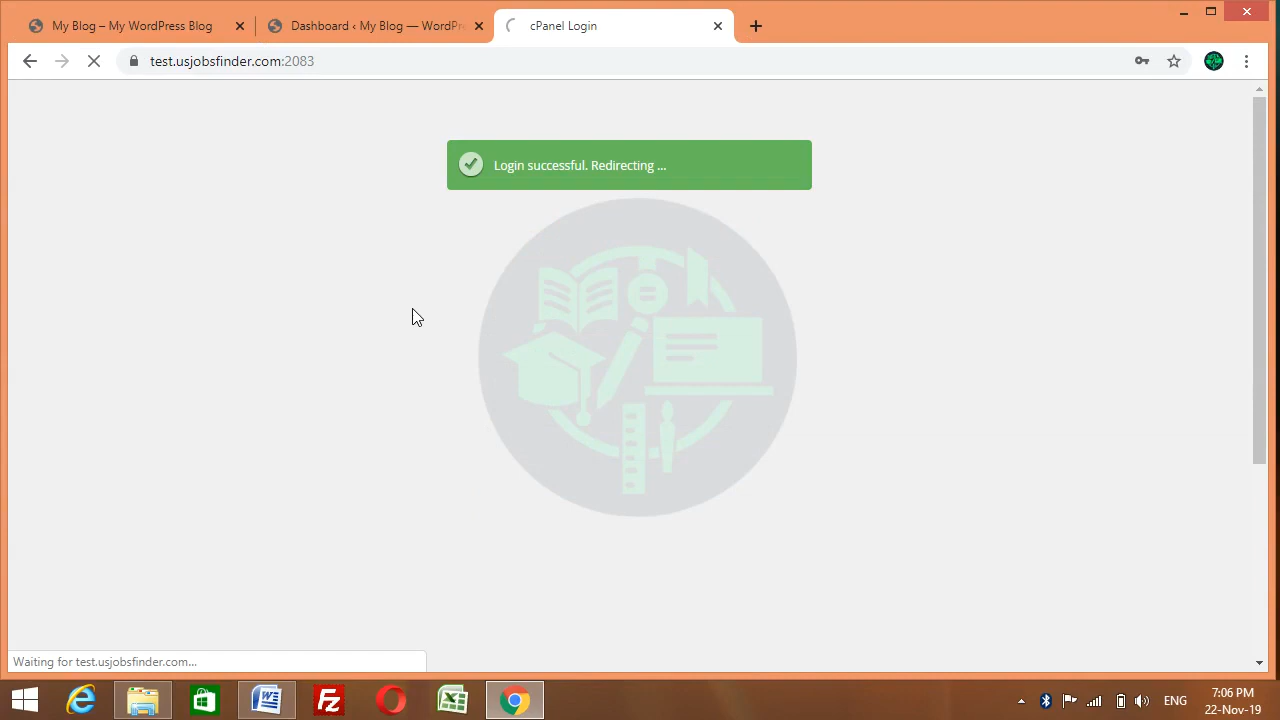 My Blog – My WordPress Blog
Dashboard ‹ My Blog — WordPr
cPanel Login
test.usjobsfinder.com:2083
Login successful. Redirecting ...
Waiting for test.usjobsfinder.com...
ENG
7:06 PM
22-Nov-19